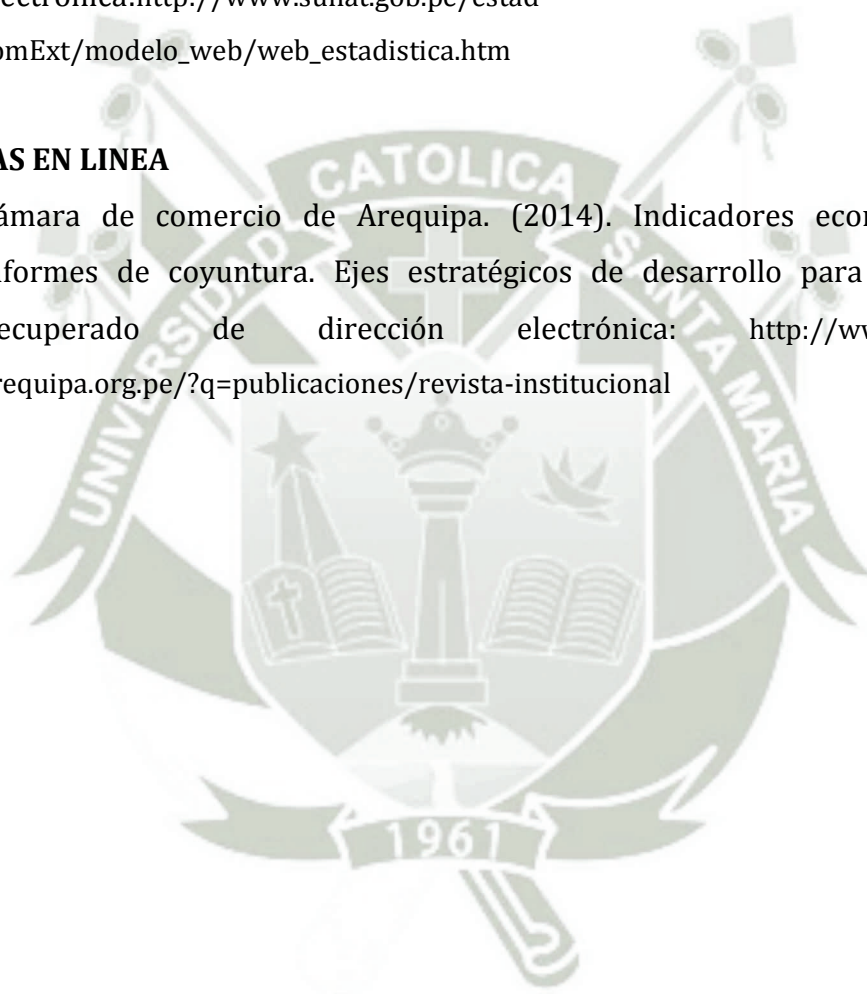 ectrónica:http://www.sunat.gob.pe/estad
omExt/modelo_web/web_estadistica.htm
AS EN LINEA
ámara de comercio de Arequipa. (2014). Indicadores econ
nformes de coyuntura. Ejes estratégicos de desarrollo para
ecuperado de dirección electrónica: http://ww
requipa.org.pe/?q=publicaciones/revista-institucional
UNIVERSIDAD CATOLICA SANTA MARIA
1961